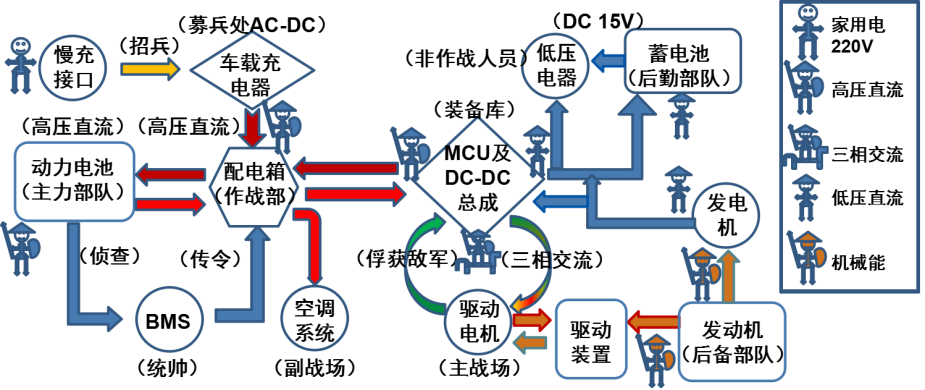 （募兵处AC-DC）
（DC 15V）
家用电
220V
慢充
接口
（招兵）
车载充
电器
（非作战人员）
低压
电器
蓄电池
（后勤部队）
高压直流
（高压直流）
（高压直流）
（装备库）
三相交流
动力电池
（主力部队）
配电箱
（作战部）
MCU及
DC-DC
总成
低压直流
发电
机
（侦查）
（传令）
（俘获敌军）
（三相交流）
机械能
BMS
空调
系统
驱动
电机
驱动
装置
发动机
（后备部队）
（统帅）
（副战场）
（主战场）